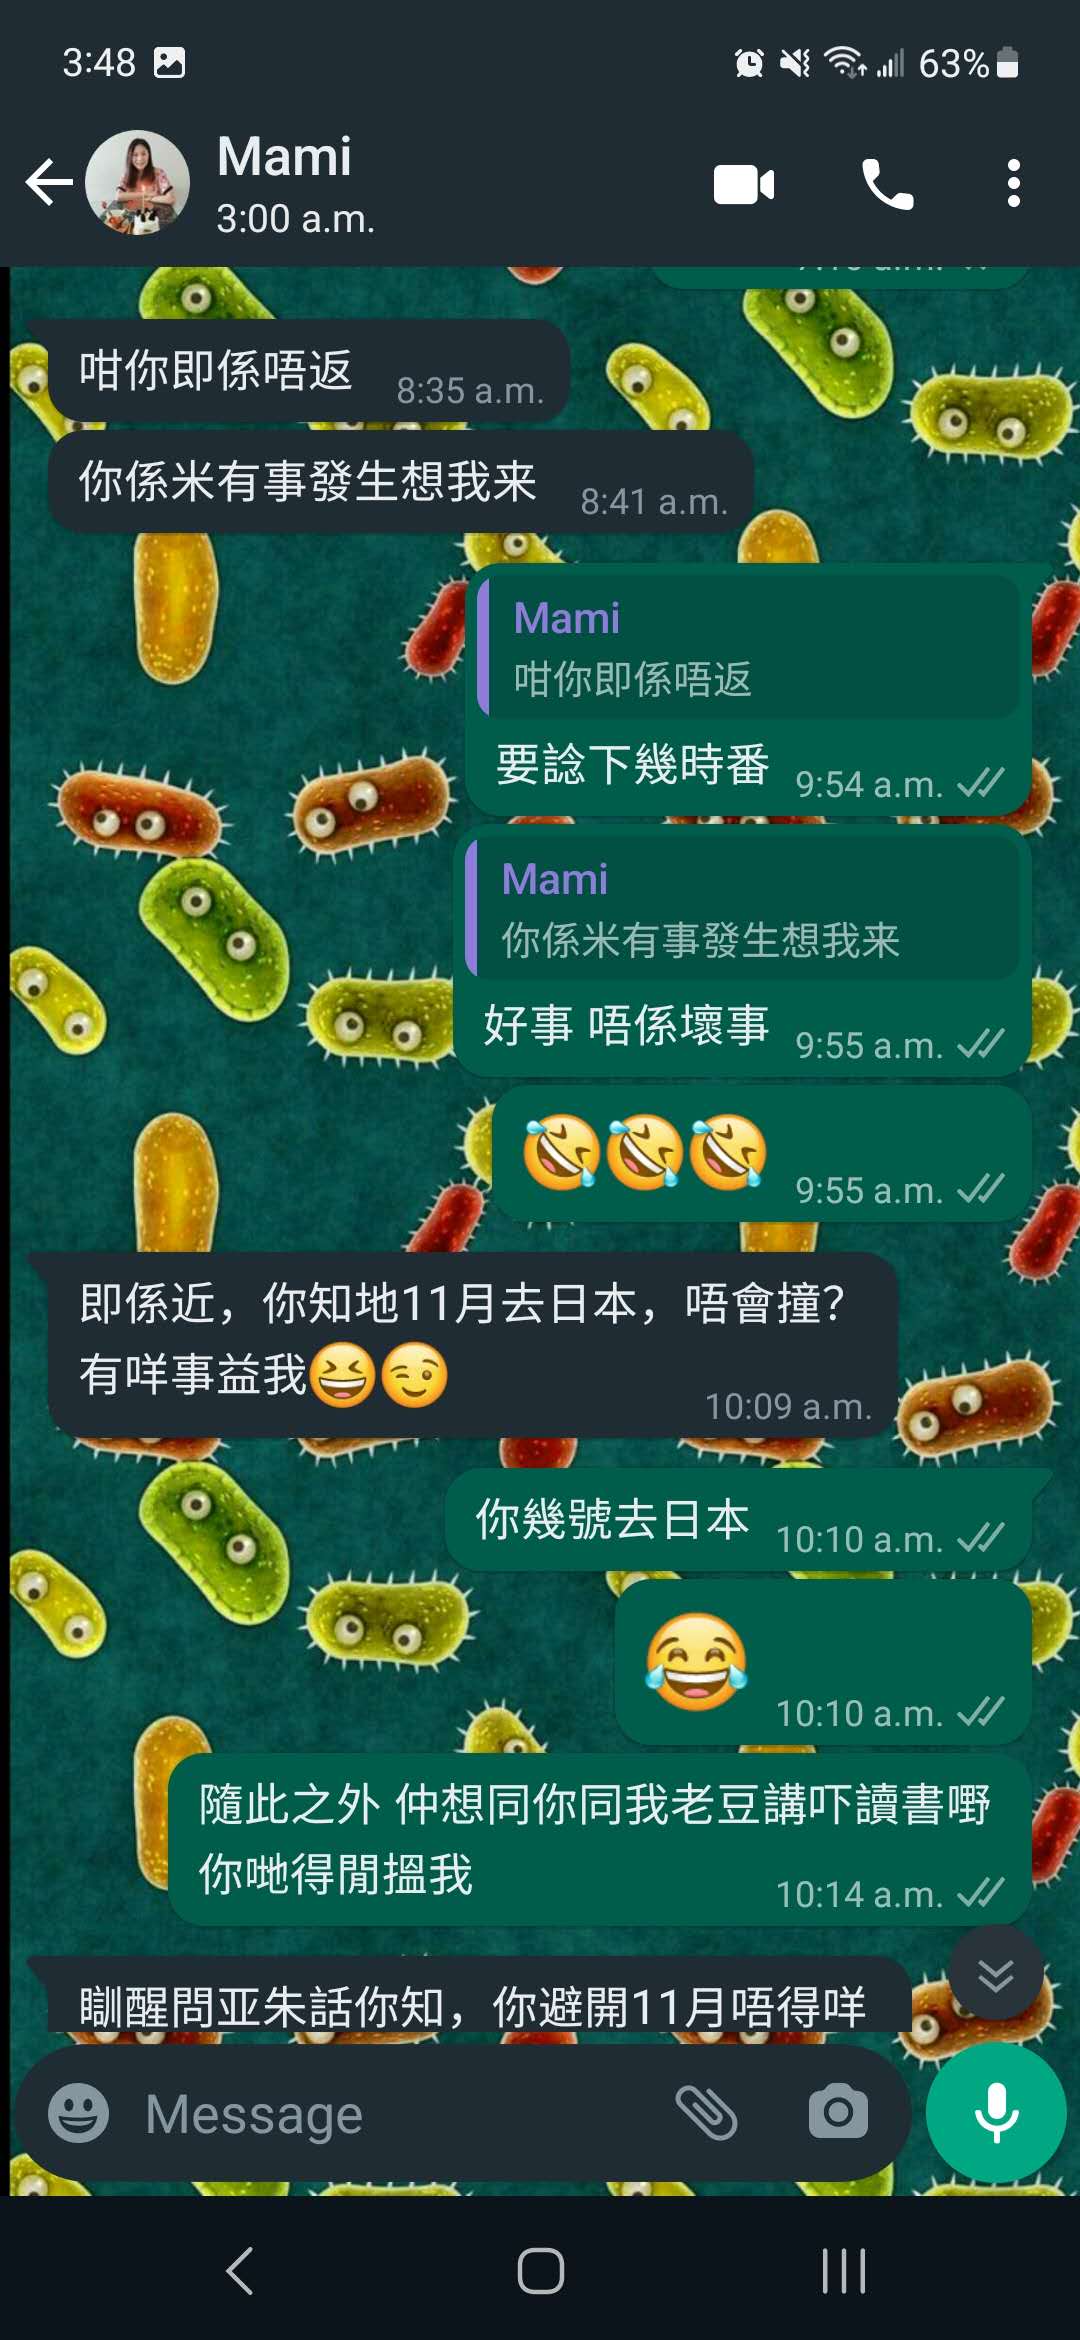 3:48
63%
Mami
3:00 a.m.
咁你即係唔返
8:35 a.m.
你係米有事發生想我来
8:41 a.m.
Mami
咁你即係唔返
要諗下幾時番
9:54 a.m.
Mami
你係米有事發生想我来
好事 唔係壞事
9:55 a.m.
🤣🤣🤣
9:55 a.m.
即係近，你知地11月去日本，唔會撞?
有咩事益我😆😉
10:09 a.m.
你幾號去日本
10:10 a.m.
😂
10:10 a.m.
隨此之外 仲想同你同我老豆講吓讀書嘢
你哋得閒搵我
10:14 a.m.
瞓醒問亚朱話你知，你避開11月唔得咩
Message